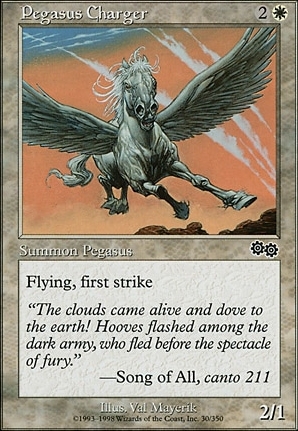 Pegasus Charger 2
Summon Pegasus
Flying, first strike
“The clouds came alive and dove to
the earth! Hooves flashed among the
dark army, who fled before the spectacle
of fury.”
—Song of All, canto 211
Illus. Val Mayerik
©1993-1998 Wizards of the Coast, Inc. 30/350
2/1